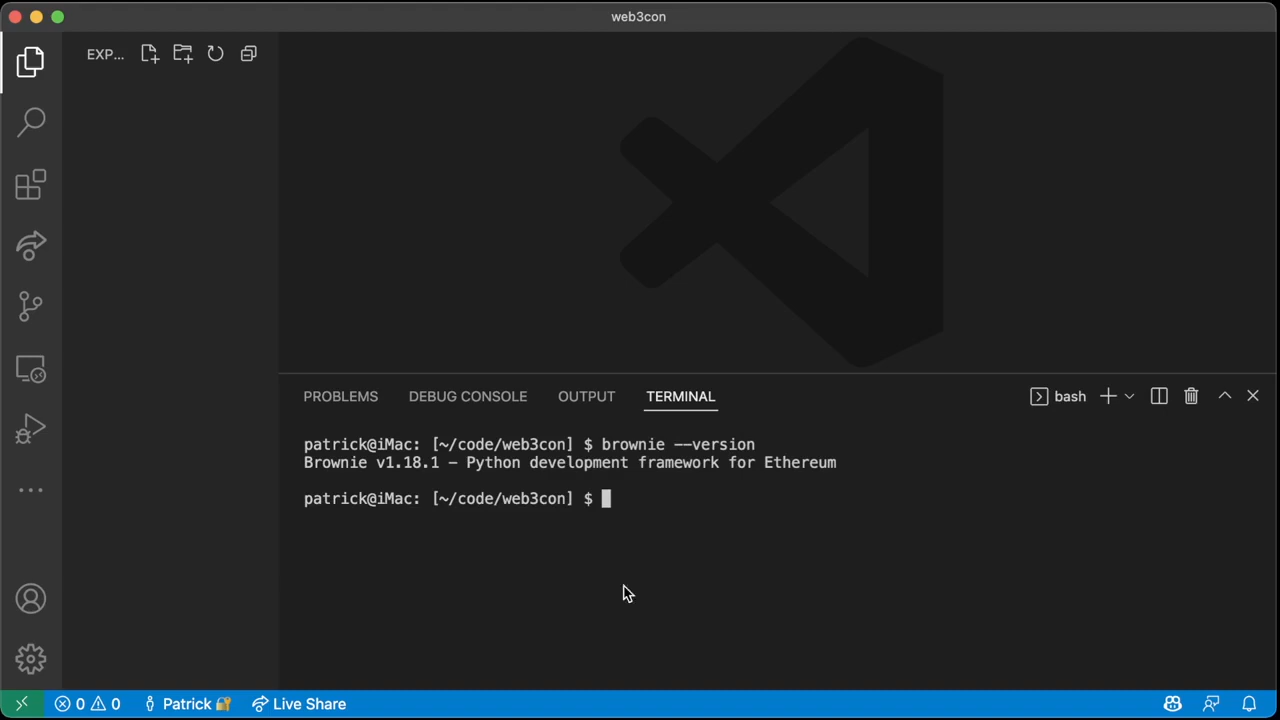 web3con
EXP...
PROBLEMS DEBUG CONSOLE OUTPUT TERMINAL bash
patrick@iMac: [~/code/web3con] $ brownie --version
Brownie v1.18.1 - Python development framework for Ethereum
patrick@iMac: [~/code/web3con] $
0 0 Patrick Live Share